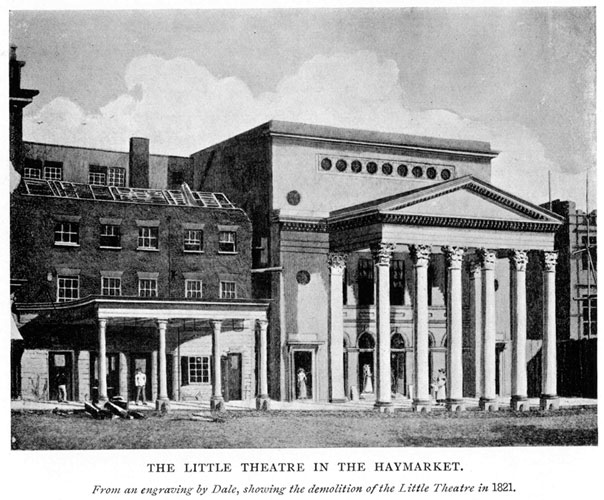 THE LITTLE THEATRE IN THE HAYMARKET.
From an engraving by Dale, showing the demolition of the Little Theatre in 1821.